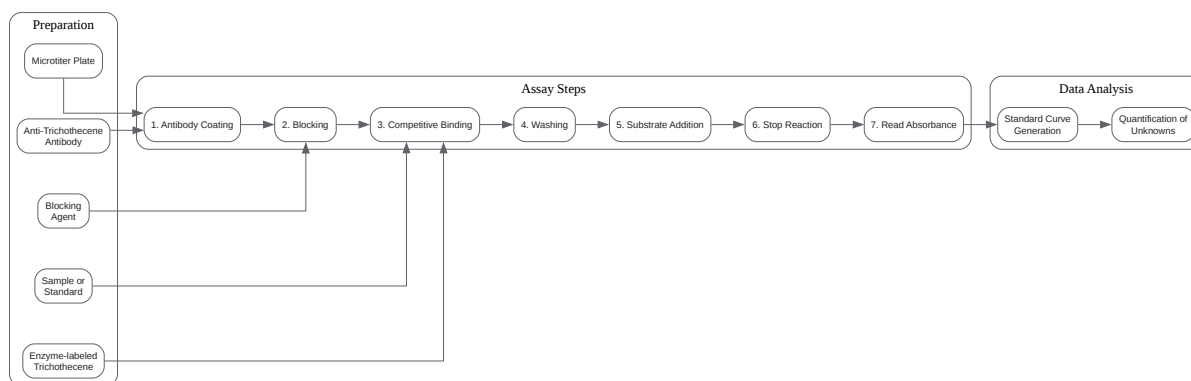 Preparation
Microtiter Plate
Anti-Trichothecene
Antibody
Blocking
Agent
Sample or
Standard
Enzyme-labeled
Trichothecene
Assay Steps
1. Antibody Coating
2. Blocking
3. Competitive Binding
4. Washing
5. Substrate Addition
6. Stop Reaction
7. Read Absorbance
Data Analysis
Standard Curve
Generation
Quantification of
Unknowns